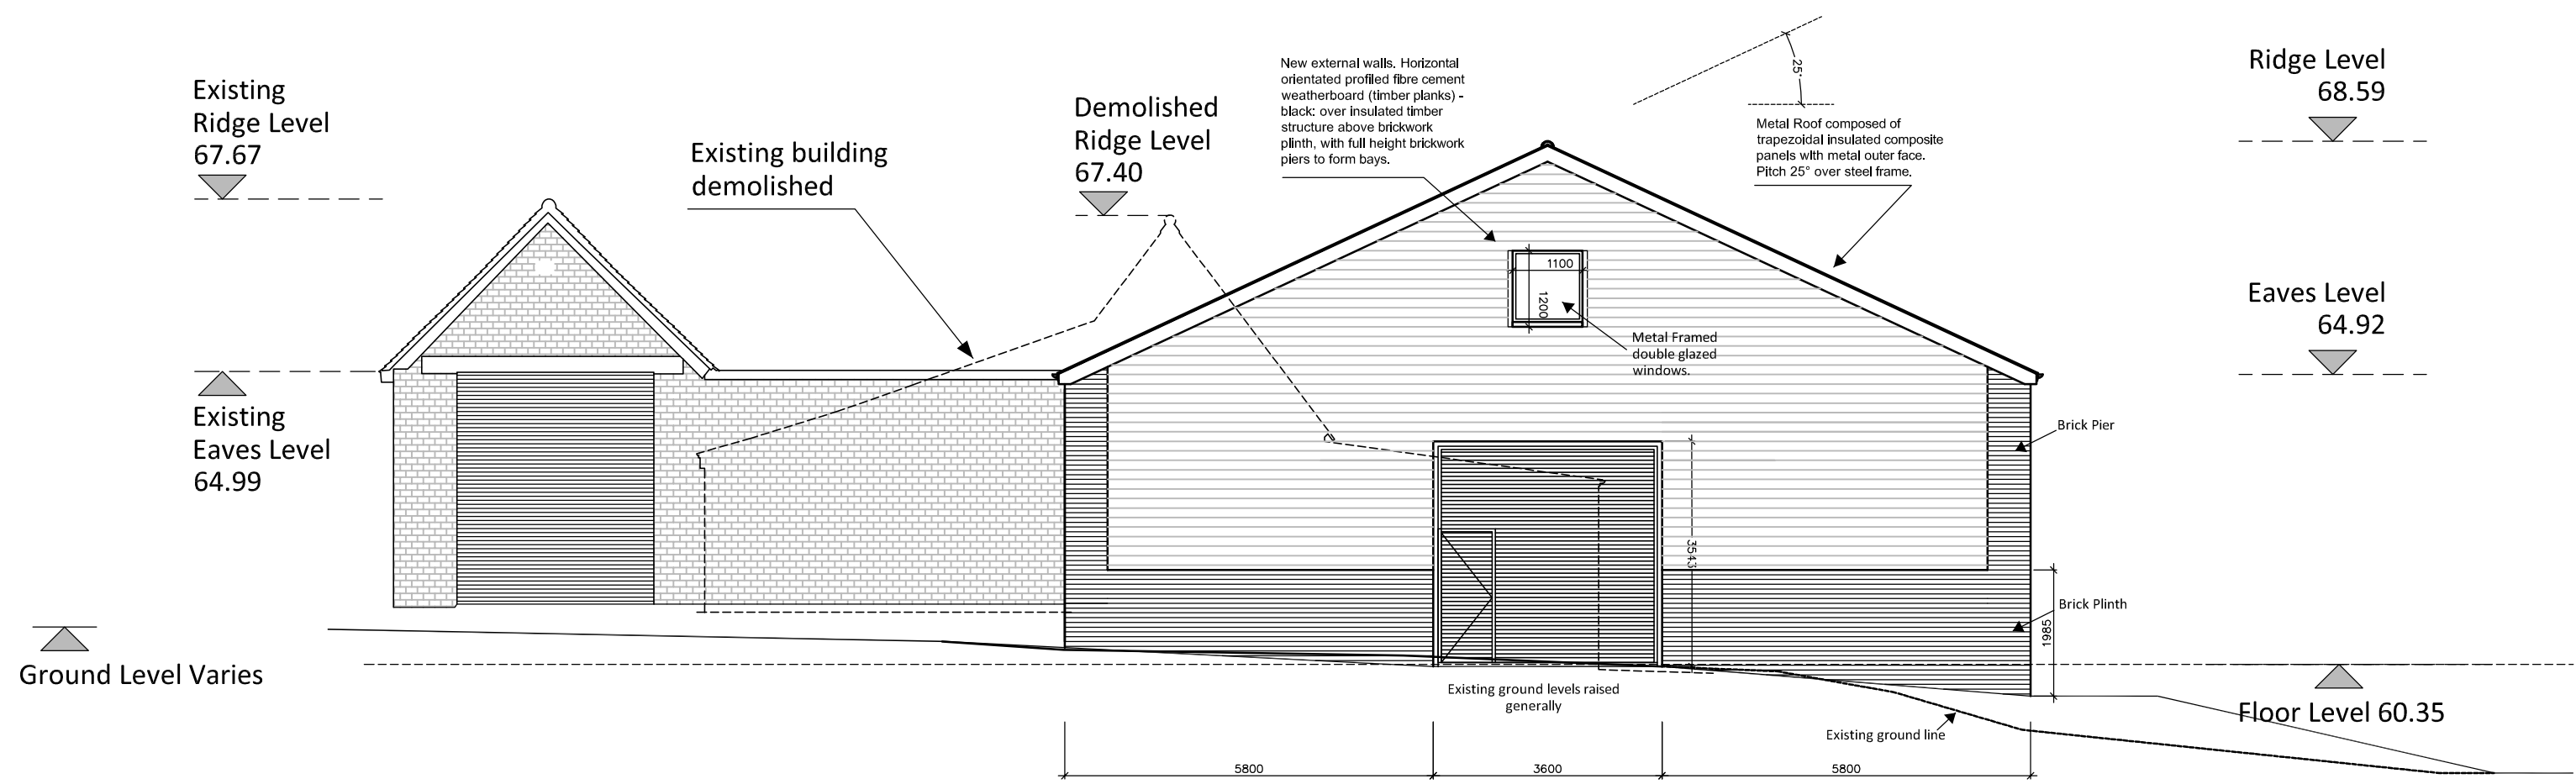 Existing
Ridge Level
67.67
Existing
Eaves Level
64.99
Ground Level Varies
Existing building
demolished
Demolished
Ridge Level
67.40
New external walls. Horizontal
orientated profiled fibre cement
weatherboard (timber planks) -
black: over insulated timber
structure above brickwork
plinth, with full height brickwork
piers to form bays.
25°
Metal Roof composed of
trapezoidal insulated composite
panels with metal outer face.
Pitch 25° over steel frame.
Ridge Level
68.59
Eaves Level
64.92
1100
1200
Metal Framed
double glazed
windows.
Brick Pier
3543
Brick Plinth
1985
Existing ground levels raised
generally
Existing ground line
Floor Level 60.35
5800
3600
5800